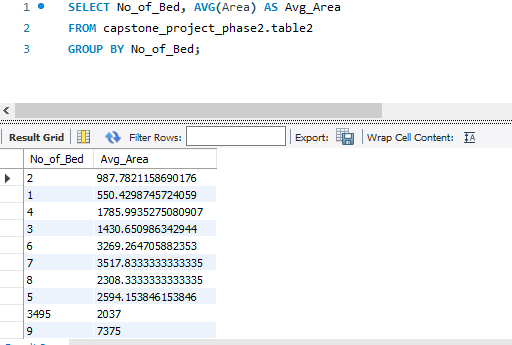 1 SELECT No_of_Bed, AVG(Area) AS Avg_Area
2 FROM capstone_project_phase2.table2
3 GROUP BY No_of_Bed;
Result Grid Filter Rows: Export: Wrap Cell Content:
No_of_Bed Avg_Area
2 987.7821158690176
1 550.4298745724059
4 1785.9935275080907
3 1430.650986342944
6 3269.264705882353
7 3517.8333333333335
8 2308.3333333333335
5 2594.153846153846
3495 2037
9 7375